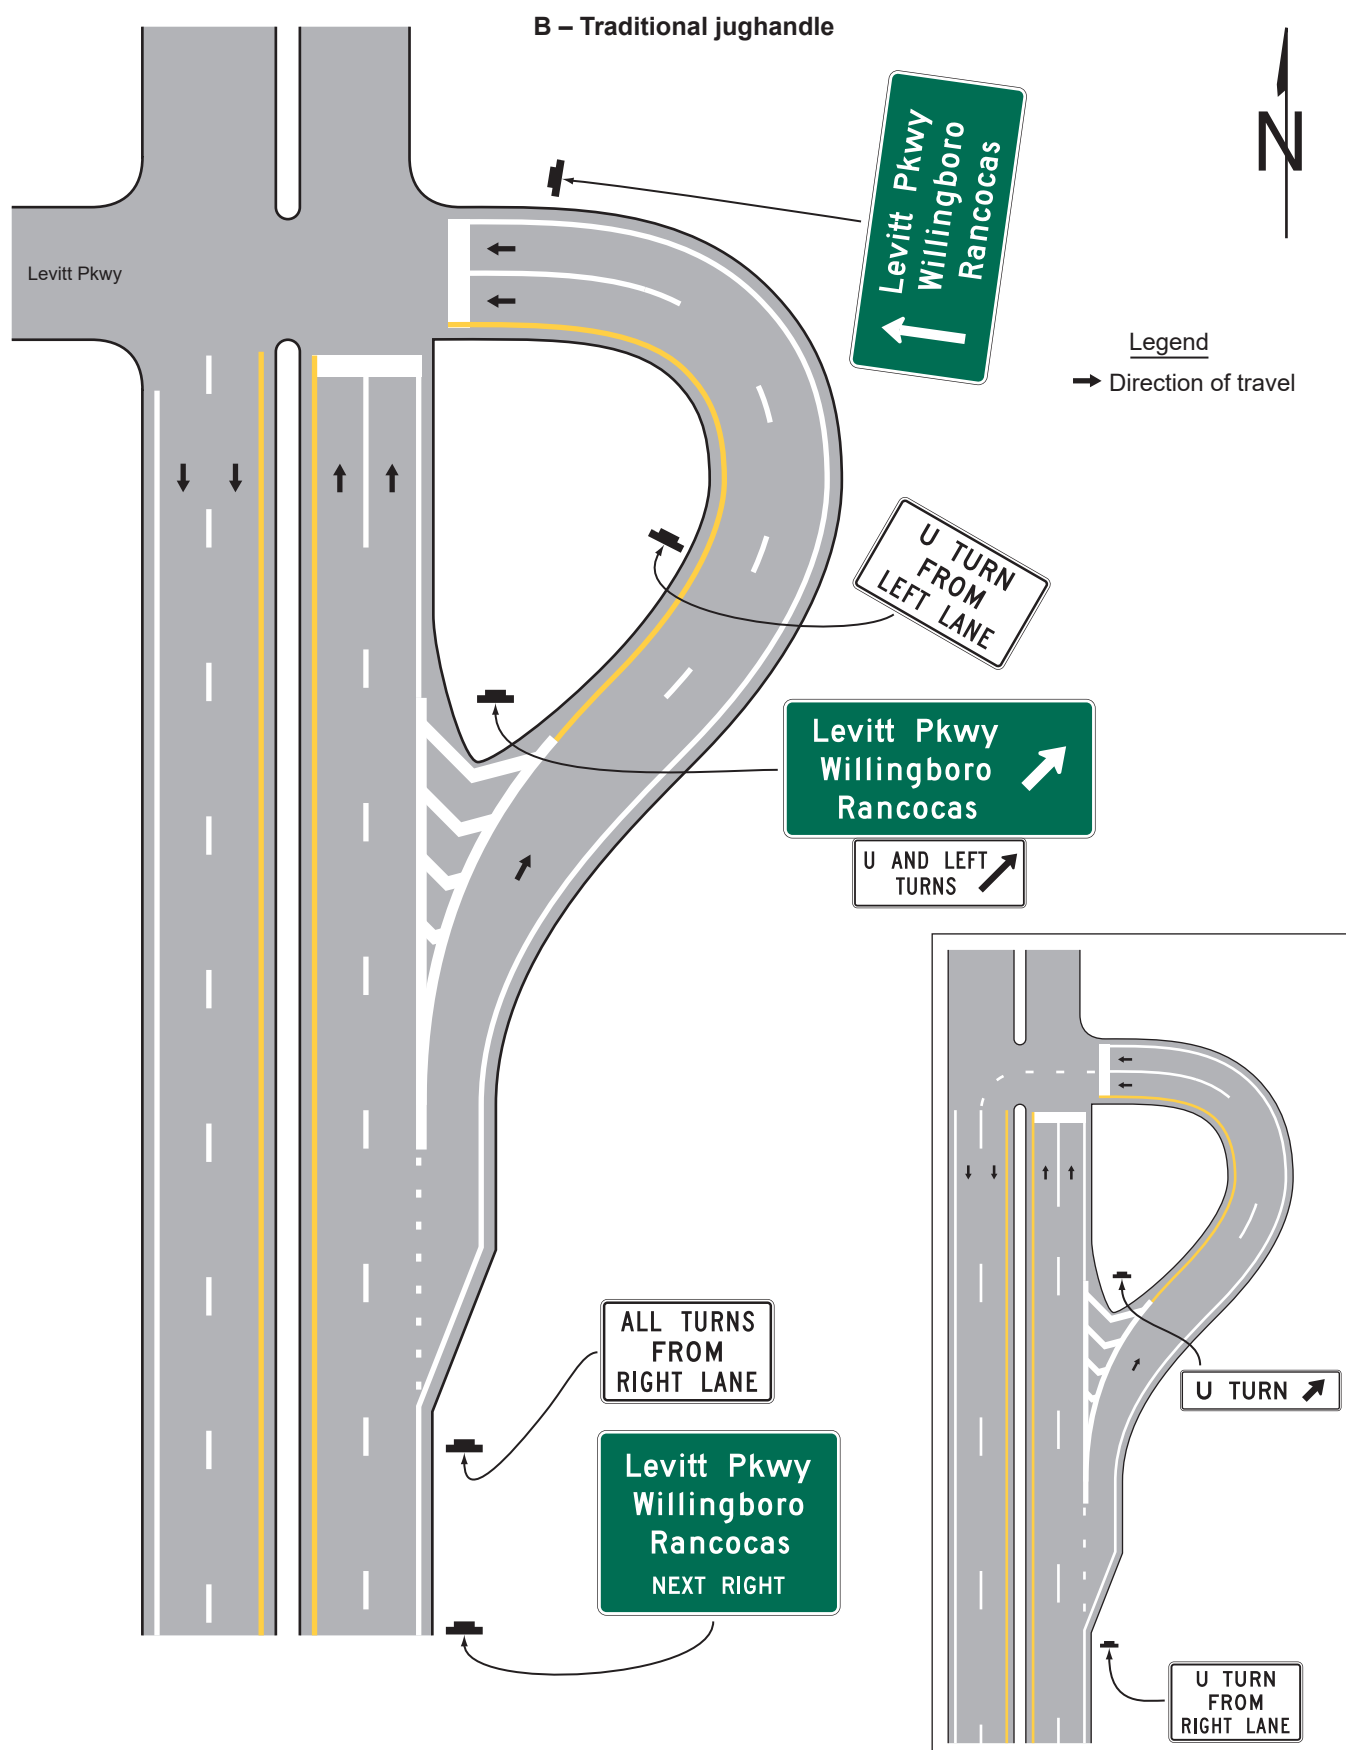 B – Traditional jughandle
N
Levitt Pkwy
Willingboro
Rancocas
Levitt Pkwy
Legend
Direction of travel
U TURN
FROM
LEFT LANE
Levitt Pkwy
Willingboro
Rancocas
U AND LEFT
TURNS
ALL TURNS
FROM
RIGHT LANE
Levitt Pkwy
Willingboro
Rancocas
NEXT RIGHT
U TURN
U TURN
FROM
RIGHT LANE